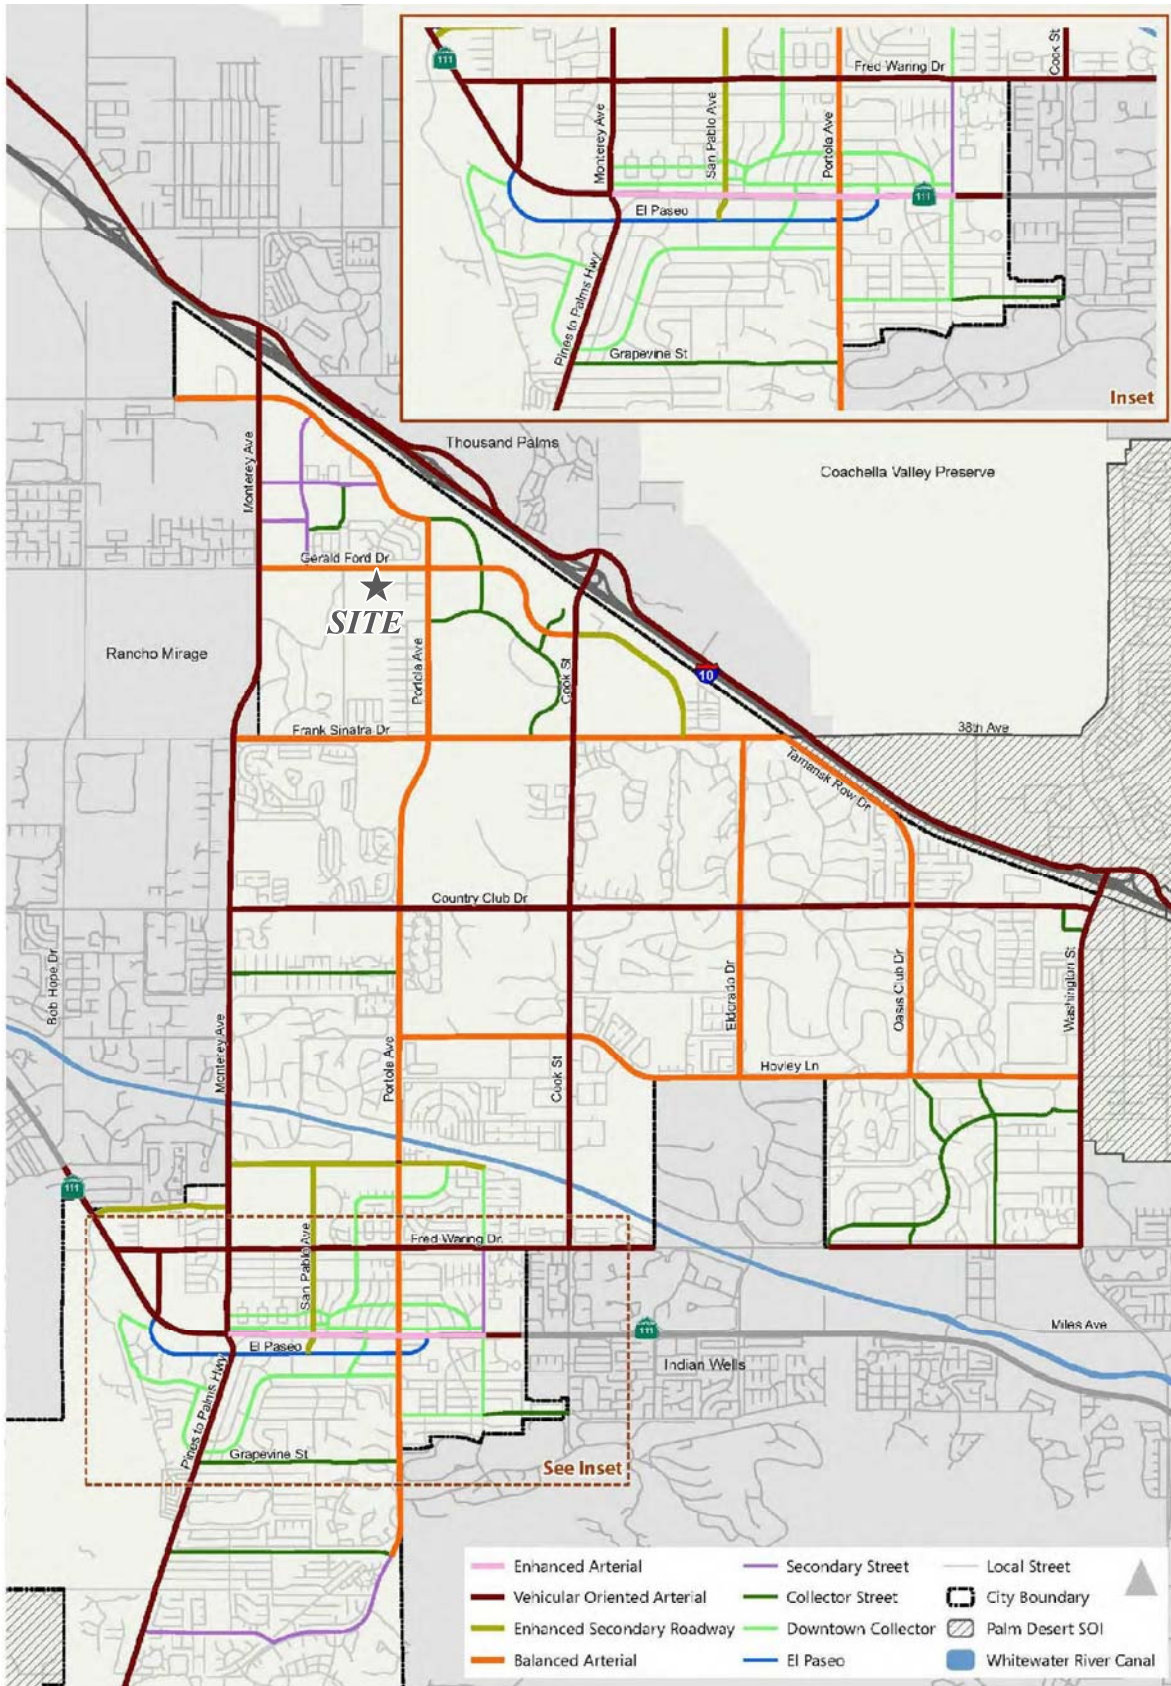 111
Fred Waring Dr
Cook St
Monterey Ave
San Pablo Ave
Portola Ave
111
El Paseo
Pines to Palms Hwy
Grapevine St
Inset
Thousand Palms
Coachella Valley Preserve
Monterey Ave
Gerald Ford Dr
SITE
Rancho Mirage
Portola Ave
Cook St
10
Frank Sinatra Dr
38th Ave
Tamarisk Row Dr
Country Club Dr
Bob Hope Dr
Eldorado Dr
Oasis Club Dr
Washington St
Monterey Ave
Portola Ave
Cook St
Hovley Ln
111
San Pablo Ave
Fred Waring Dr
111
Miles Ave
El Paseo
Indian Wells
Pines to Palms Hwy
Grapevine St
See Inset
Enhanced Arterial
Vehicular Oriented Arterial
Enhanced Secondary Roadway
Balanced Arterial
Secondary Street
Collector Street
Downtown Collector
El Paseo
Local Street
City Boundary
Palm Desert SOI
Whitewater River Canal